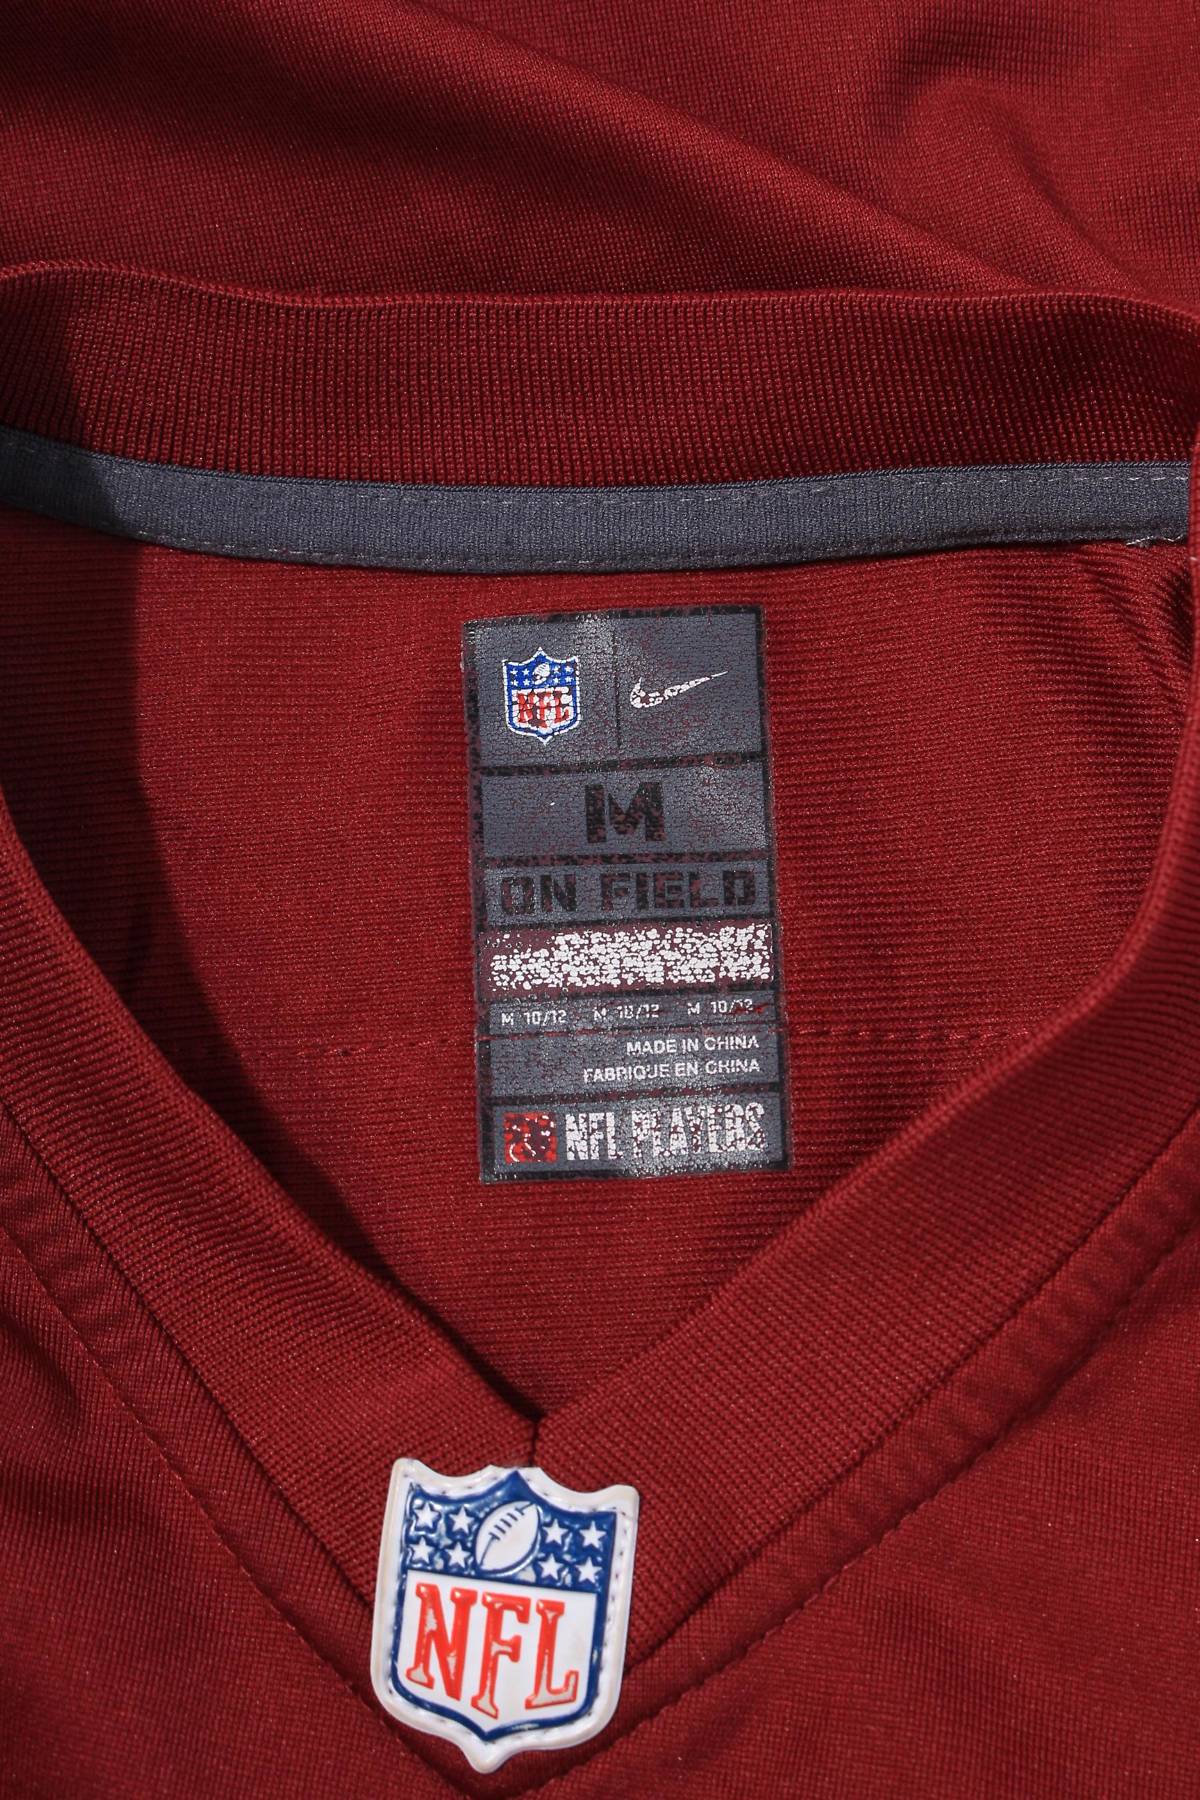 NFL
M
ON FIELD
M 10/12 M 10/12 M 10/12
MADE IN CHINA
FABRIQUE EN CHINA
NFL PLAYERS
NFL